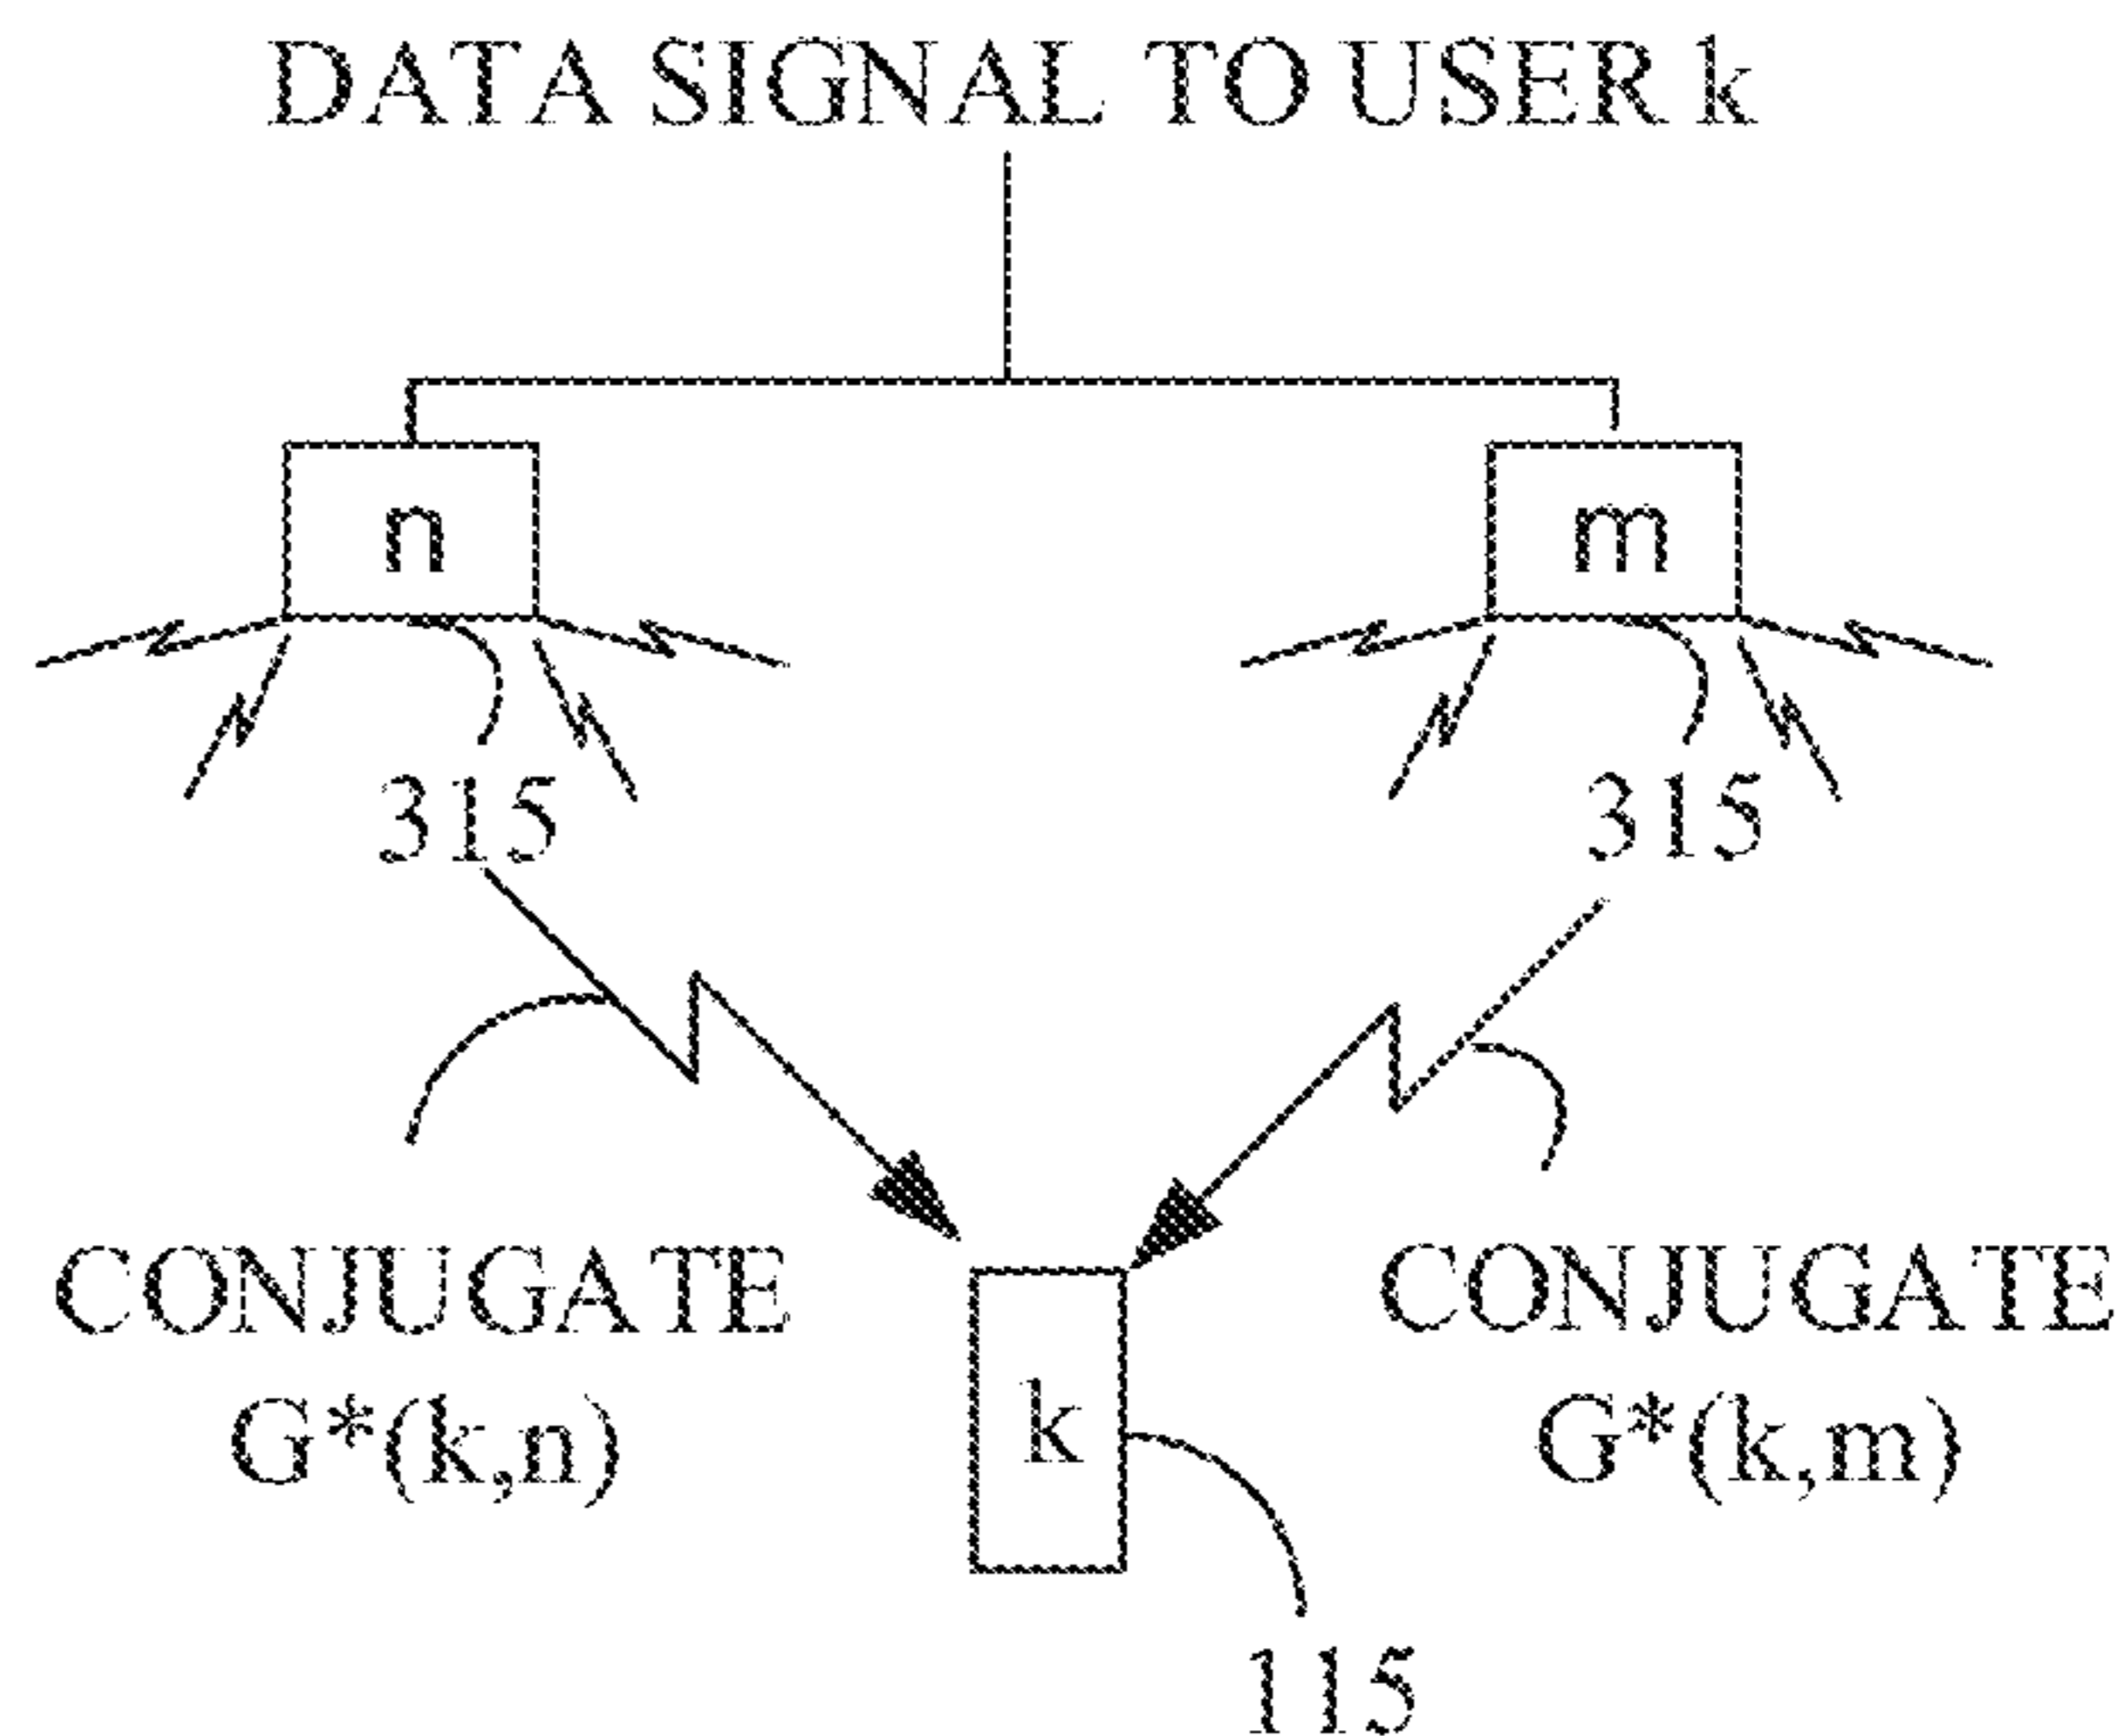 DATA SIGNAL TO USER k
n
m
315
315
CONJUGATE
G*(k,n)
CONJUGATE
G*(k,m)
k
115